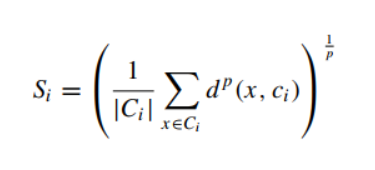 $S_i = \left( \frac{1}{|C_i|} \sum_{x \in C_i} d^p(x, c_i) \right)^{\frac{1}{p}}$